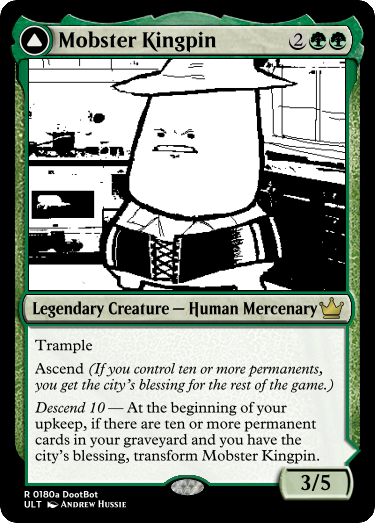 Mobster Kingpin 2
Legendary Creature — Human Mercenary
Trample
Ascend (If you control ten or more permanents,
you get the city's blessing for the rest of the game.)
Descend 10 — At the beginning of your
upkeep, if there are ten or more permanent
cards in your graveyard and you have the
city's blessing, transform Mobster Kingpin.
3/5
R 0180a DootBot
ULT Andrew Hussie